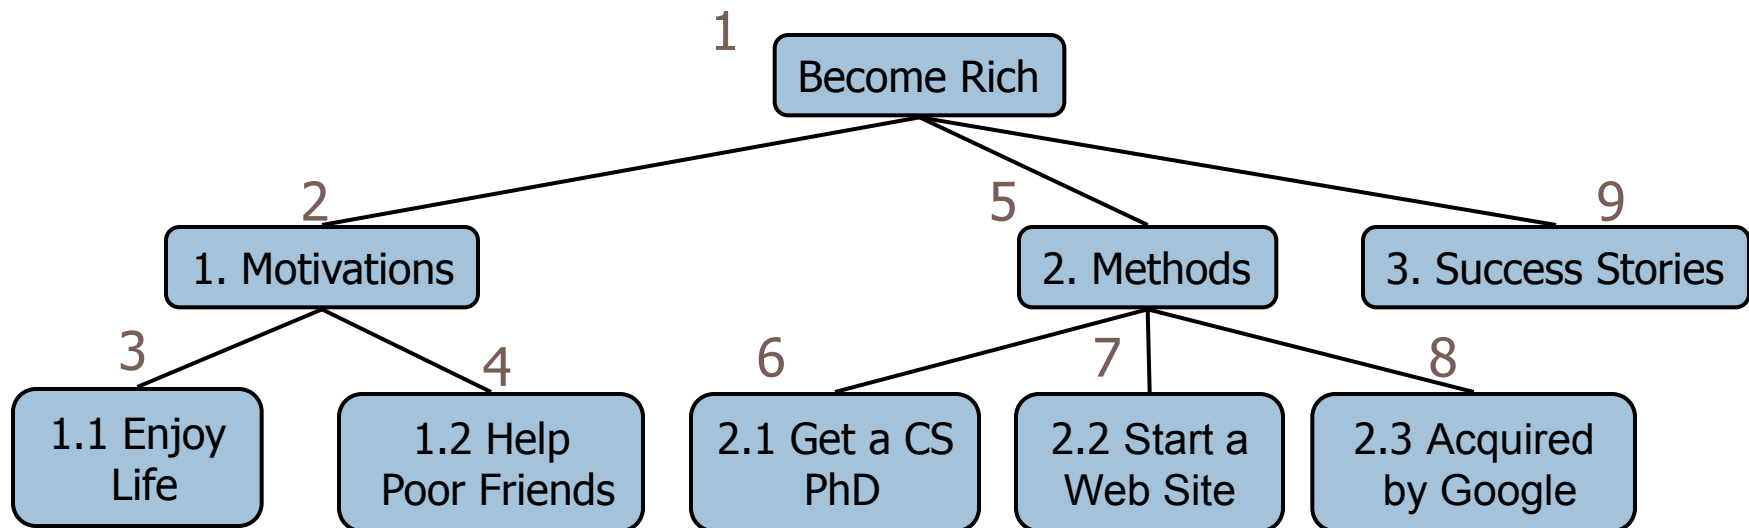 1
Become Rich
2
5
9
1. Motivations
2. Methods
3. Success Stories
3
4
6
7
8
1.1 Enjoy
Life
1.2 Help
Poor Friends
2.1 Get a CS
PhD
2.2 Start a
Web Site
2.3 Acquired
by Google